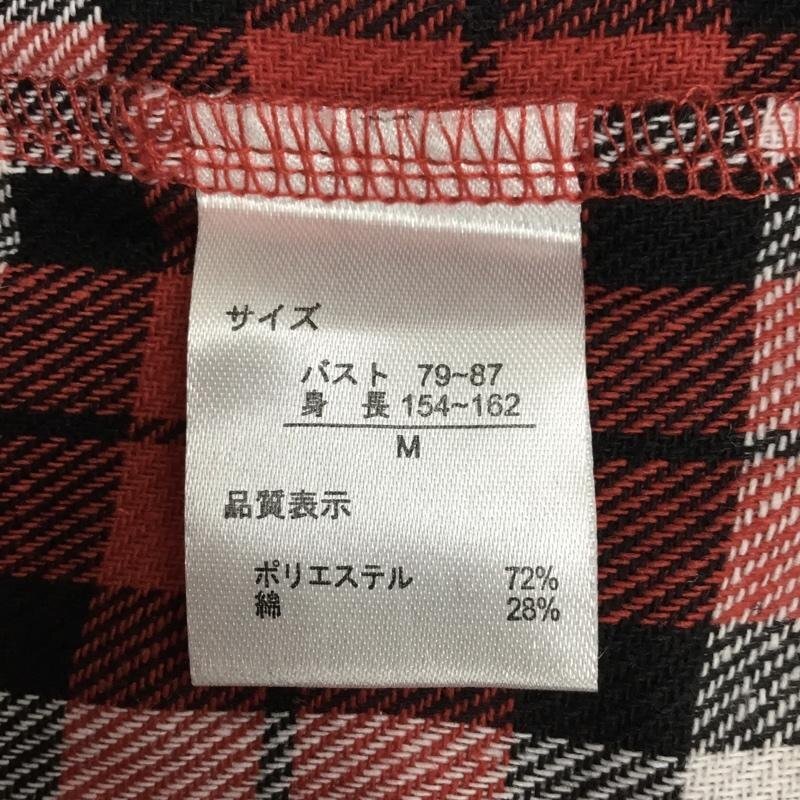 サイズ
バスト 79~87
身 長 154~162
M
品質表示
ポリエステル 72%
綿 28%